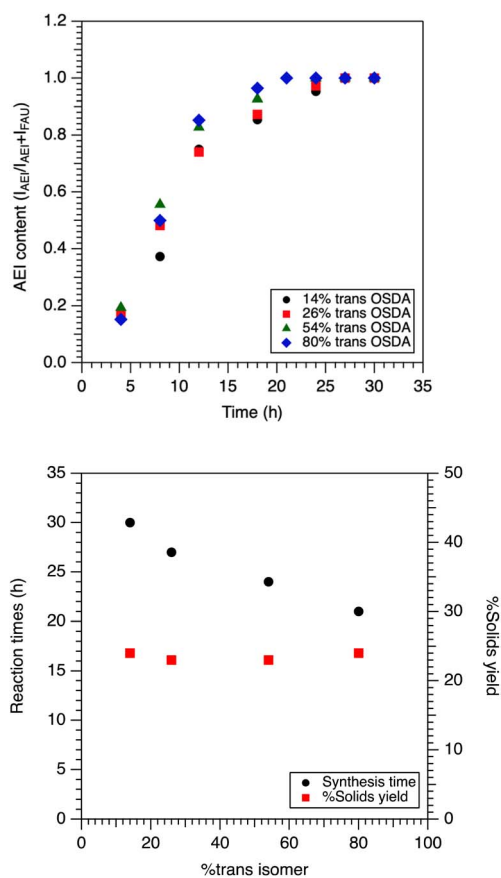 1.2
1.0
0.8
0.6
0.4
0.2
0.0
AEI content (I_AEI/I_AEI+I_FAU)
14% trans OSDA
26% trans OSDA
54% trans OSDA
80% trans OSDA
0 5 10 15 20 25 30 35
Time (h)
35
30
25
20
15
10
5
0
Reaction times (h)
50
40
30
20
10
0
%Solids yield
Synthesis time
%Solids yield
0 20 40 60 80 100
%trans isomer